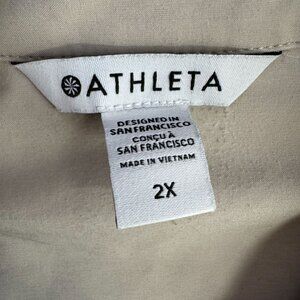 ATHLETA
DESIGNED IN
SAN FRANCISCO
CONÇU À
SAN FRANCISCO
MADE IN VIETNAM
2X